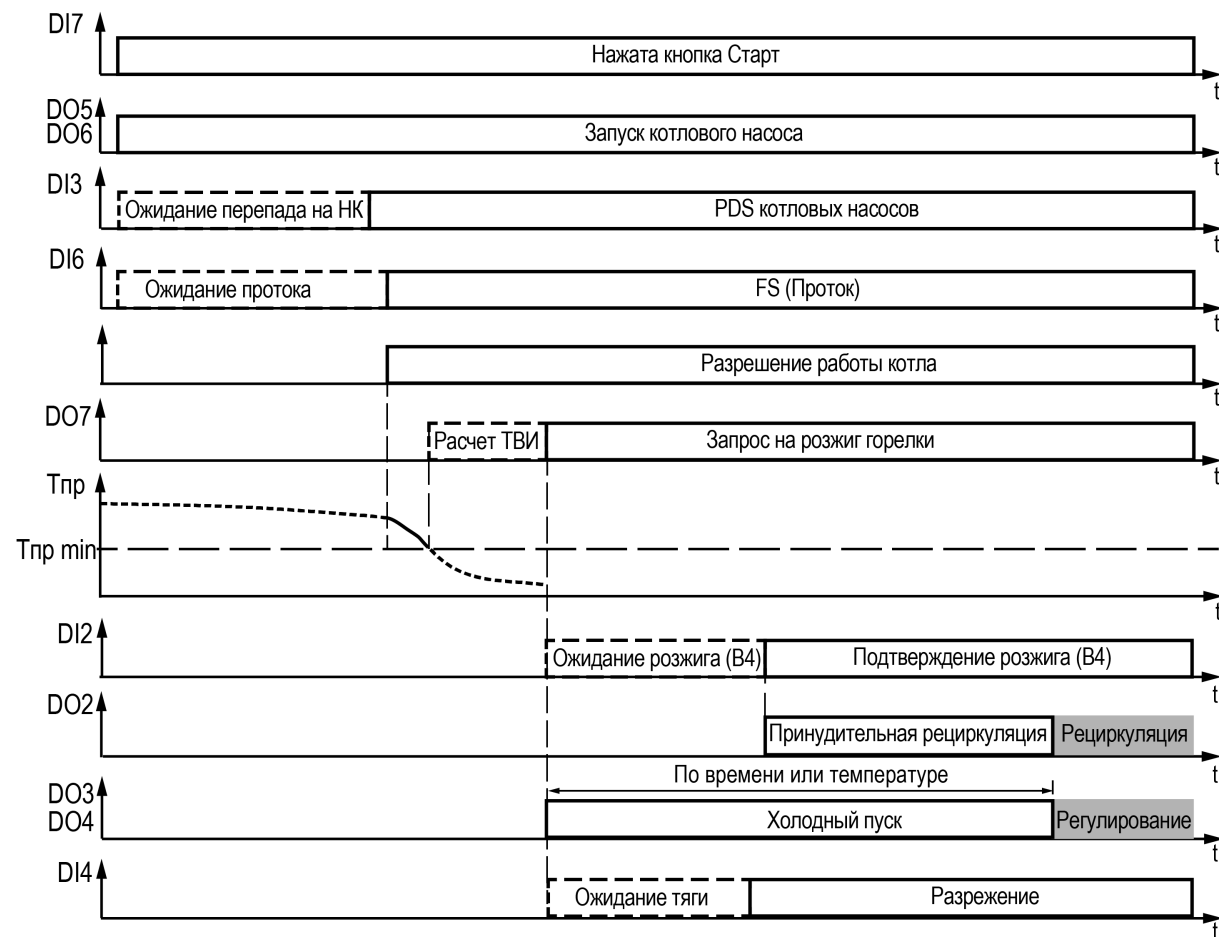 DI7
Нажата кнопка Старт
t
DO5
DO6
Запуск котлового насоса
t
DI3
Ожидание перепада на НК
PDS котловых насосов
t
DI6
Ожидание протока
FS (Проток)
t
Разрешение работы котла
t
DO7
Расчет ТВИ
Запрос на розжиг горелки
t
Тпр
Тпр min
t
DI2
Ожидание розжига (В4)
Подтверждение розжига (В4)
t
DO2
Принудительная рециркуляция
Рециркуляция
t
По времени или температуре
DO3
DO4
Холодный пуск
Регулирование
t
DI4
Ожидание тяги
Разрежение
t